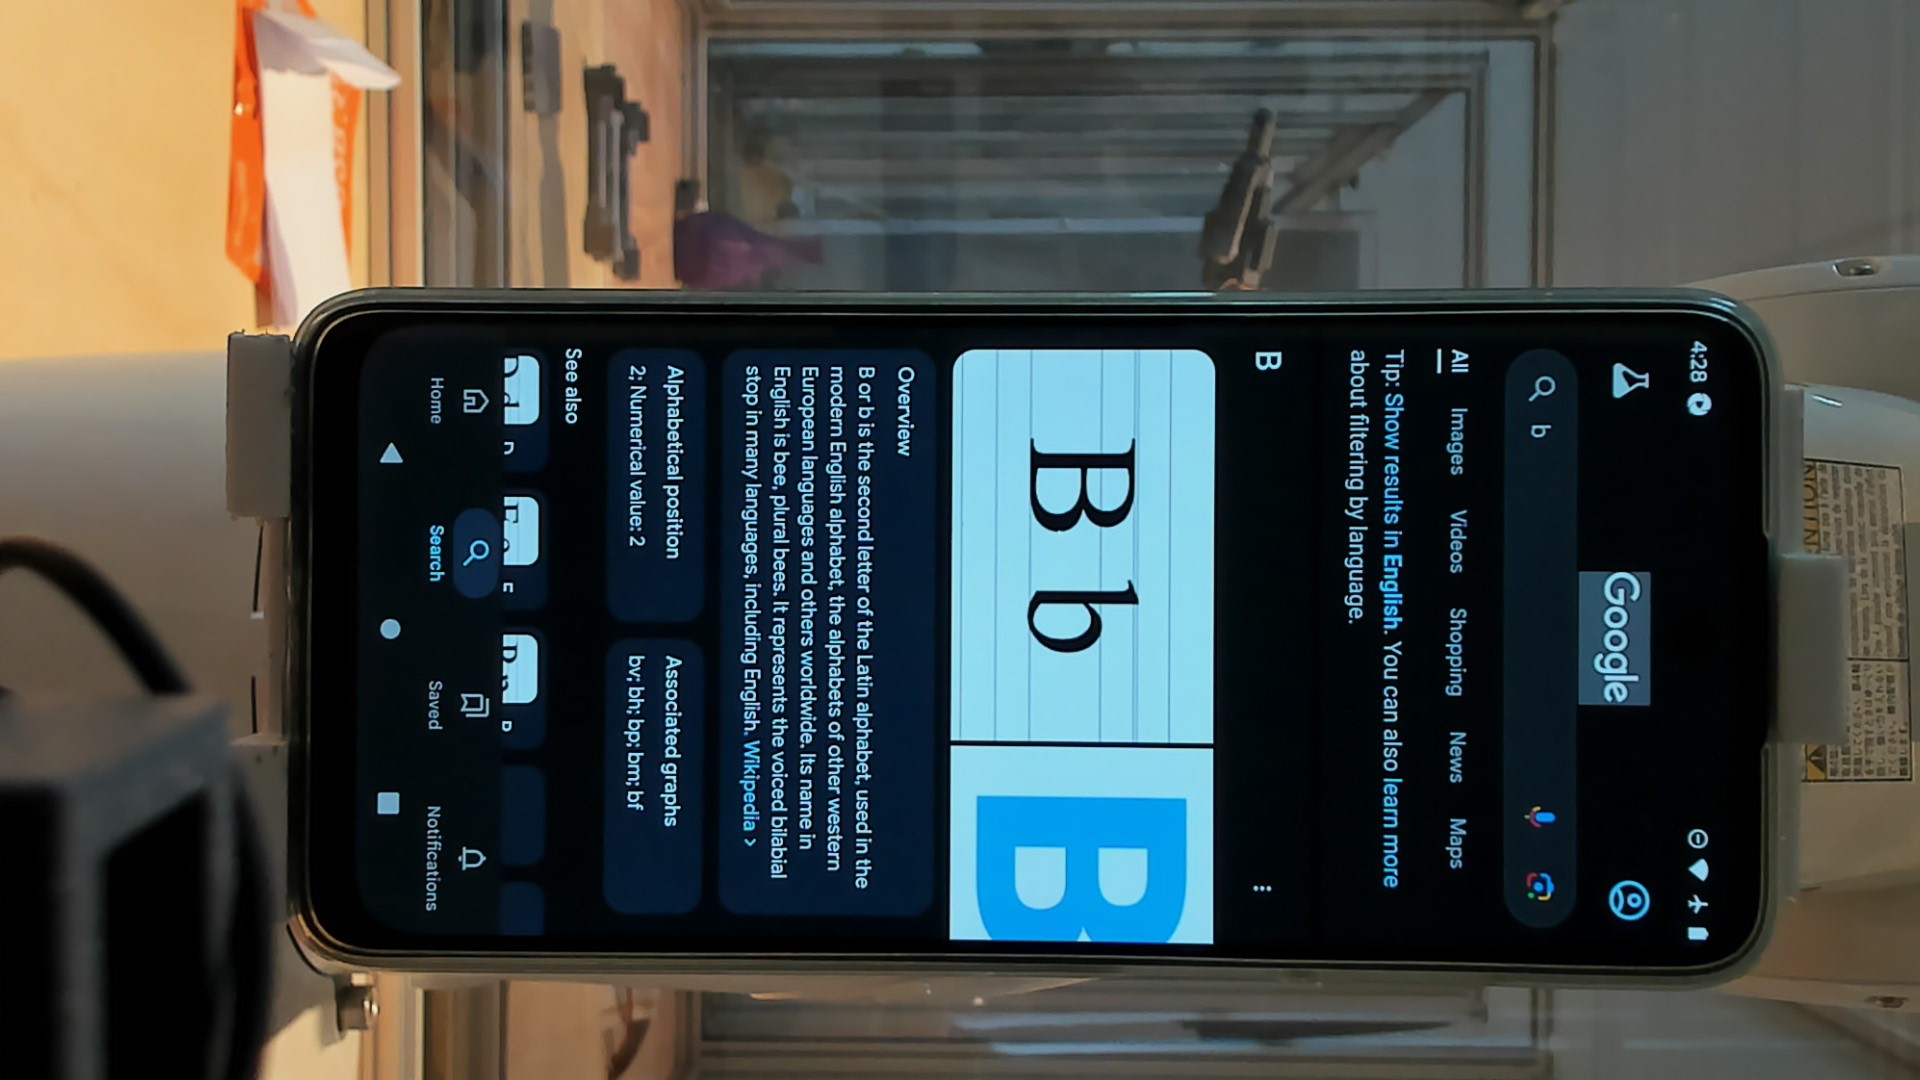 4:28
Google
b
All Images Videos Shopping News Maps
Tip: Show results in English. You can also learn more
about filtering by language.
B
B b
B
Overview
B or b is the second letter of the Latin alphabet, used in the
modern English alphabet, the alphabets of other western
European languages and others worldwide. Its name in
English is bee, plural bees. It represents the voiced bilabial
stop in many languages, including English. Wikipedia >
Alphabetical position
2; Numerical value: 2
Associated graphs
bv; bh; bp; bm; bf
See also
Home Search Saved Notifications